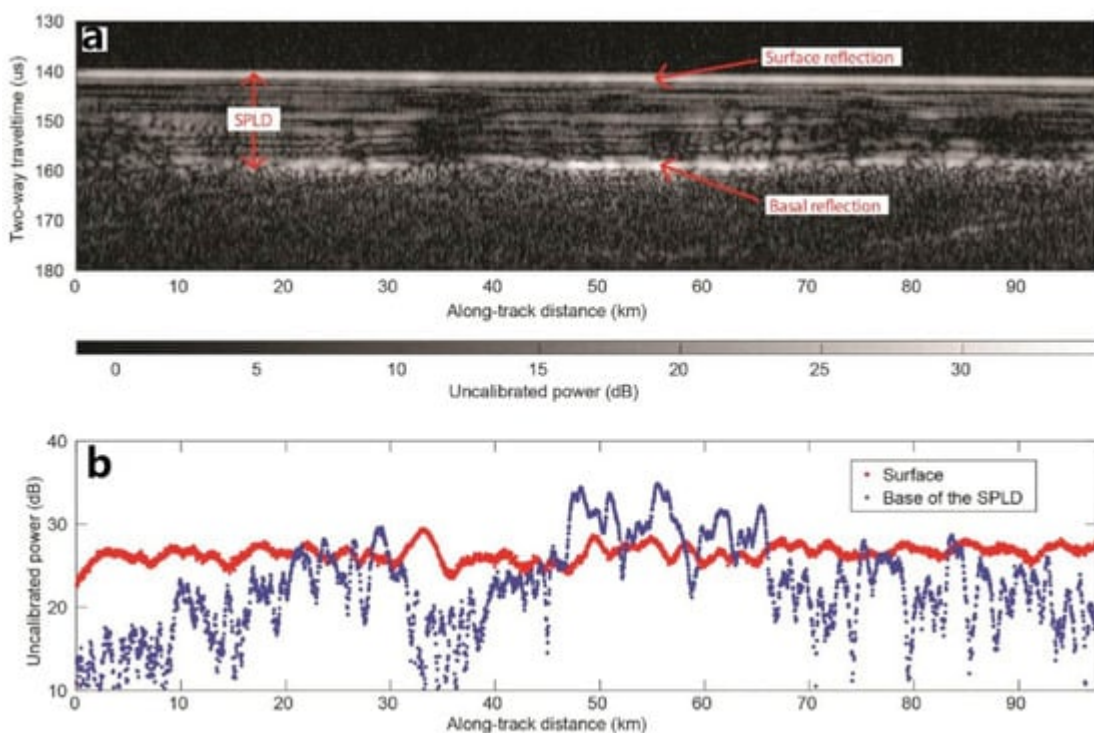 a
130
140
150
160
170
180
Two-way traveltime (us)
Surface reflection
SPLD
Basal reflection
0 10 20 30 40 50 60 70 80 90
Along-track distance (km)
0 5 10 15 20 25 30
Uncalibrated power (dB)
b
40
30
20
10
Uncalibrated power (dB)
Surface
Base of the SPLD
0 10 20 30 40 50 60 70 80 90
Along-track distance (km)